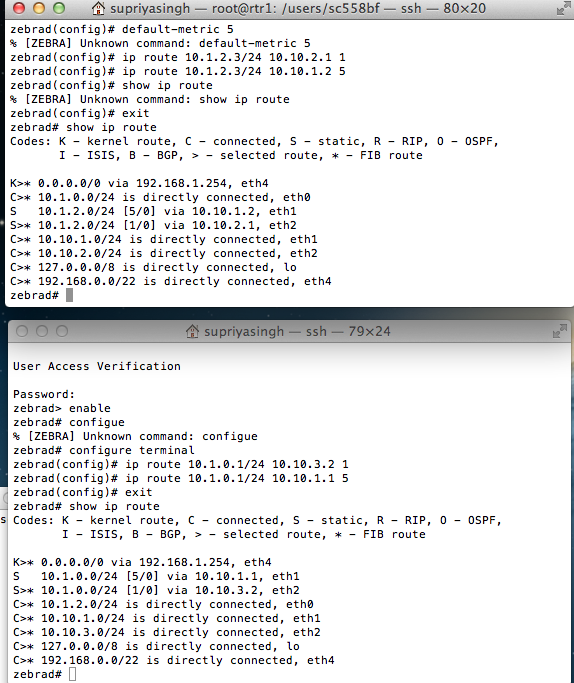 supriyasingh — root@rtr1: /users/sc558bf — ssh — 80×20
zebrad(config)# default-metric 5
% [ZEBRA] Unknown command: default-metric 5
zebrad(config)# ip route 10.1.2.3/24 10.10.2.1 1
zebrad(config)# ip route 10.1.2.3/24 10.10.1.2 5
zebrad(config)# show ip route
% [ZEBRA] Unknown command: show ip route
zebrad(config)# exit
zebrad# show ip route
Codes: K - kernel route, C - connected, S - static, R - RIP, O - OSPF,
       I - ISIS, B - BGP, > - selected route, * - FIB route

K>* 0.0.0.0/0 via 192.168.1.254, eth4
C>* 10.1.0.0/24 is directly connected, eth0
S   10.1.2.0/24 [5/0] via 10.10.1.2, eth1
S>* 10.1.2.0/24 [1/0] via 10.10.2.1, eth2
C>* 10.10.1.0/24 is directly connected, eth1
C>* 10.10.2.0/24 is directly connected, eth2
C>* 127.0.0.0/8 is directly connected, lo
C>* 192.168.0.0/22 is directly connected, eth4
zebrad#
supriyasingh — ssh — 79×24
User Access Verification

Password:
zebrad> enable
zebrad# configue
% [ZEBRA] Unknown command: configue
zebrad# configure terminal
zebrad(config)# ip route 10.1.0.1/24 10.10.3.2 1
zebrad(config)# ip route 10.1.0.1/24 10.10.1.1 5
zebrad(config)# exit
zebrad# show ip route
Codes: K - kernel route, C - connected, S - static, R - RIP, O - OSPF,
       I - ISIS, B - BGP, > - selected route, * - FIB route

K>* 0.0.0.0/0 via 192.168.1.254, eth4
S   10.1.0.0/24 [5/0] via 10.10.1.1, eth1
S>* 10.1.0.0/24 [1/0] via 10.10.3.2, eth2
C>* 10.1.2.0/24 is directly connected, eth0
C>* 10.10.1.0/24 is directly connected, eth1
C>* 10.10.3.0/24 is directly connected, eth2
C>* 127.0.0.0/8 is directly connected, lo
C>* 192.168.0.0/22 is directly connected, eth4
zebrad#